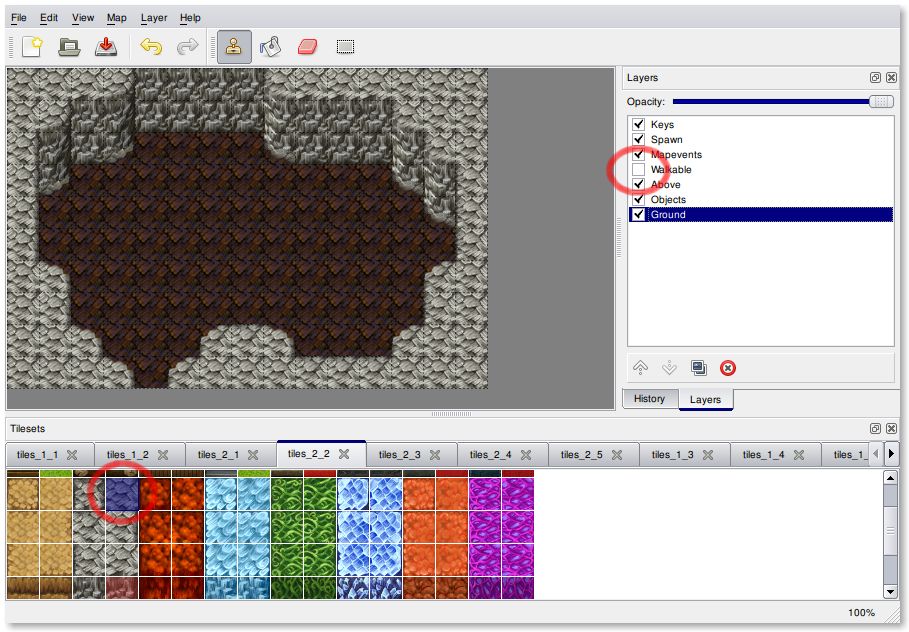 File Edit View Map Layer Help
Layers
Opacity:
Keys
Spawn
Mapevents
Walkable
Above
Objects
Ground
History Layers
Tilesets
tiles_1_1 tiles_1_2 tiles_2_1 tiles_2_2 tiles_2_3 tiles_2_4 tiles_2_5 tiles_1_3 tiles_1_4 tiles_1_
100%